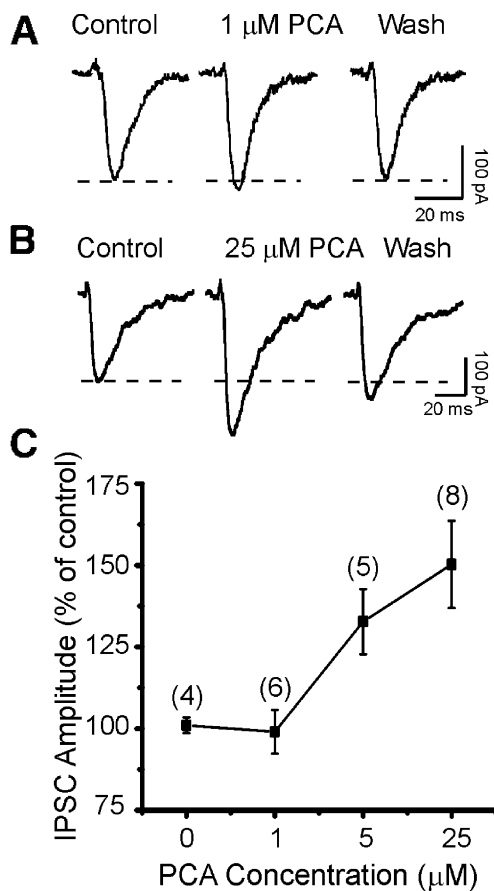 A
Control 1 μM PCA Wash
100 pA
20 ms
B
Control 25 μM PCA Wash
100 pA
20 ms
C
IPSC Amplitude (% of control)
175
150
125
100
75
(4)
(6)
(5)
(8)
0 1 5 25
PCA Concentration (μM)